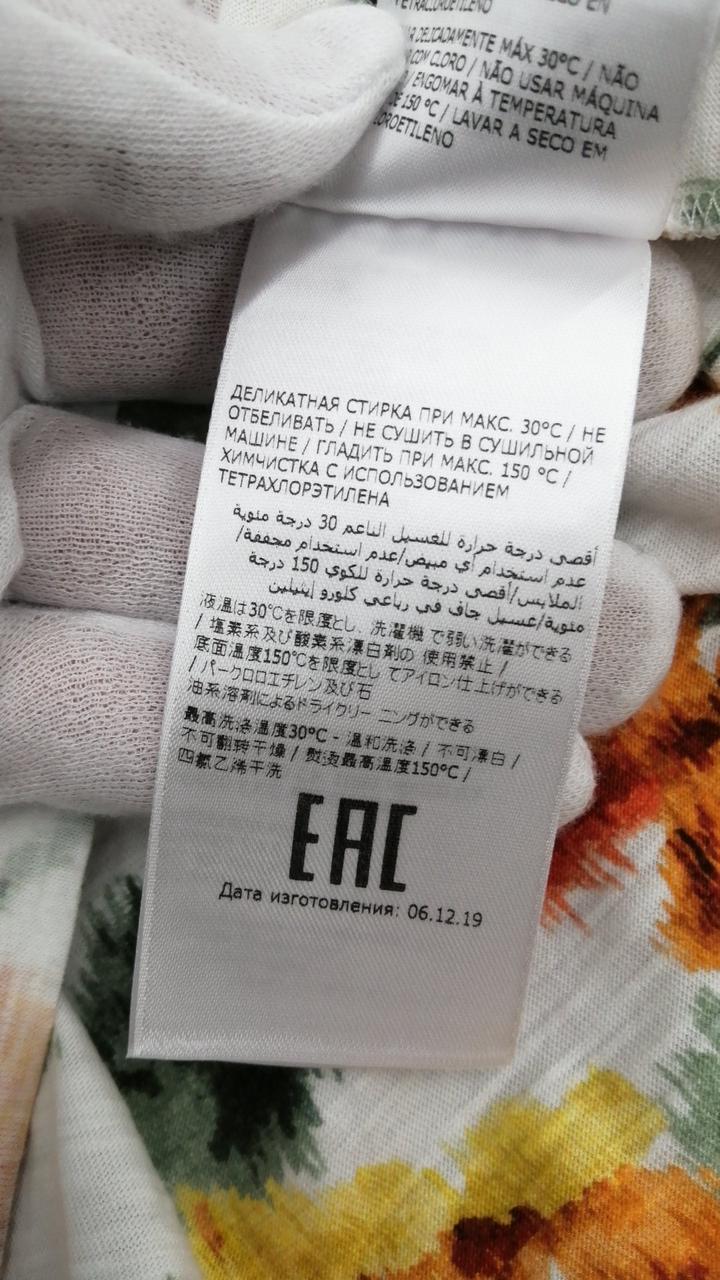 TETRACLOROETILENO
EN
DELICADAMENTE MÁX 30°C / NÃO
COM CLORO / NÃO USAR MÁQUINA
/ ENGOMAR À TEMPERATURA
DE 150 °C / LAVAR A SECO EM
ДЕЛИКАТНАЯ СТИРКА ПРИ МАКС. 30°C / НЕ
ОТБЕЛИВАТЬ / НЕ СУШИТЬ В СУШИЛЬНОЙ
МАШИНЕ / ГЛАДИТЬ ПРИ МАКС. 150 °C /
ХИМЧИСТКА С ИСПОЛЬЗОВАНИЕМ
ТЕТРАХЛОРЭТИЛЕНА
أقصى درجة حرارة للغسيل الناعم 30 درجة مئوية
عدم استخدام أي مبيض/عدم استخدام مجففة/
الملابس/أقصى درجة حرارة للكوي 150 درجة
مئوية/غسيل جاف في رباعي كلورو إيثيلين
液温は30℃を限度とし、洗濯機 で弱い洗濯ができる
/ 塩素系及び酸素系漂白剤の 使用禁止 /
底面温度150℃を限度とし てアイロン仕上げができる
/ パークロロエチレン及び石
油系溶剤によるドライクリー ニングができる
最高洗涤温度30°C - 温和洗涤 / 不可漂白 /
不可翻转干燥 / 熨烫最高温度150°C /
四氯乙烯干洗
EAC
Дата изготовления: 06.12.19